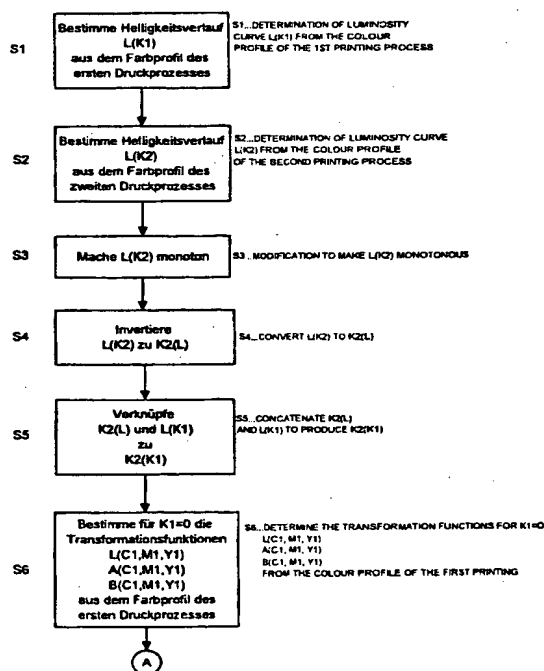 S1
Bestimme Helligkeitsverlauf
L(K1)
aus dem Farbprofil des
ersten Druckprozesses
S1...DETERMINATION OF LUMINOSITY
CURVE L(K1) FROM THE COLOUR
PROFILE OF THE 1ST PRINTING PROCESS
S2
Bestimme Helligkeitsverlauf
L(K2)
aus dem Farbprofil des
zweiten Druckprozesses
S2...DETERMINATION OF LUMINOSITY CURVE
L(K2) FROM THE COLOUR PROFILE
OF THE SECOND PRINTING PROCESS
S3
Mache L(K2) monoton
S3...MODIFICATION TO MAKE L(K2) MONOTONOUS
S4
Invertiere
L(K2) zu K2(L)
S4...CONVERT L(K2) TO K2(L)
S5
Verknüpfe
K2(L) und L(K1)
zu
K2(K1)
S5...CONCATENATE K2(L)
AND L(K1) TO PRODUCE K2(K1)
S6
Bestimme für K1=0 die
Transformationsfunktionen
L(C1,M1,Y1)
A(C1,M1,Y1)
B(C1,M1,Y1)
aus dem Farbprofil des
ersten Druckprozesses
S6...DETERMINE THE TRANSFORMATION FUNCTIONS FOR K1=0
L(C1, M1, Y1)
A(C1, M1, Y1)
B(C1, M1, Y1)
FROM THE COLOUR PROFILE OF THE FIRST PRINTING
A